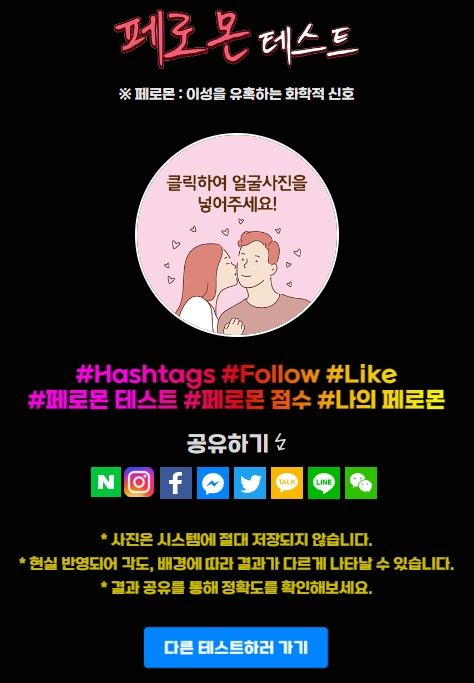 페로몬 테스트
※ 페로몬 : 이성을 유혹하는 화학적 신호
클릭하여 얼굴사진을
넣어주세요!
#Hashtags #Follow #Like
#페로몬 테스트 #페로몬 점수 #나의 페로몬
공유하기
N
TALK
LINE
* 사진은 시스템에 절대 저장되지 않습니다.
* 현실 반영되어 각도, 배경에 따라 결과가 다르게 나타날 수 있습니다.
* 결과 공유를 통해 정확도를 확인해보세요.
다른 테스트하러 가기